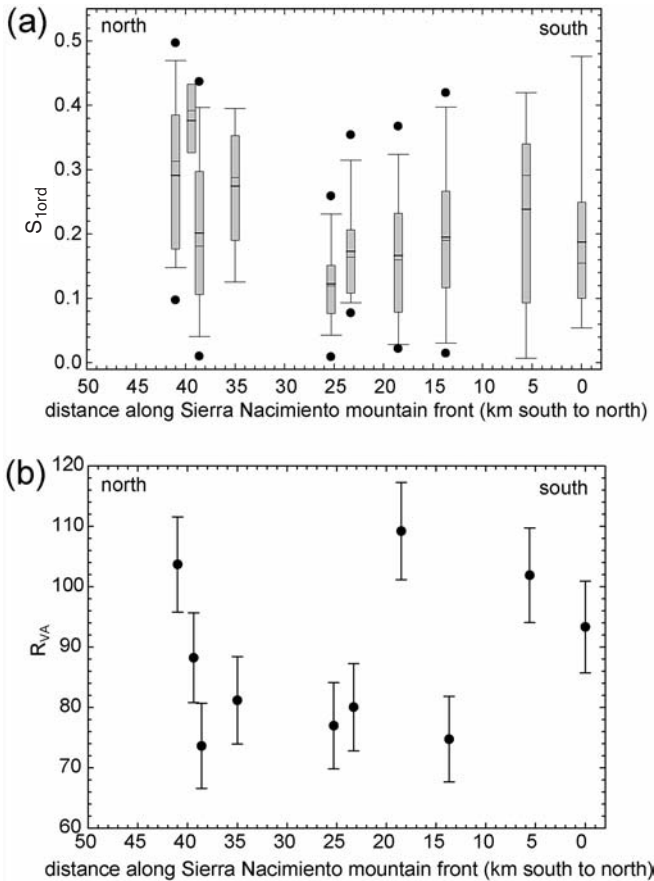 (a)
north
south
0.5
0.4
0.3
0.2
0.1
0.0
S1ord
50 45 40 35 30 25 20 15 10 5 0
distance along Sierra Nacimiento mountain front (km south to north)
(b)
north
south
120
110
100
90
80
70
60
RVA
50 45 40 35 30 25 20 15 10 5 0
distance along Sierra Nacimiento mountain front (km south to north)